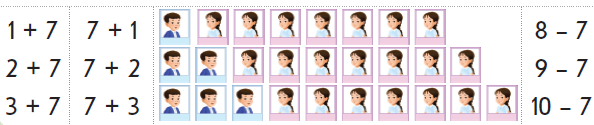 1 + 7 7 + 1 8 – 7
2 + 7 7 + 2 9 – 7
3 + 7 7 + 3 10 – 7